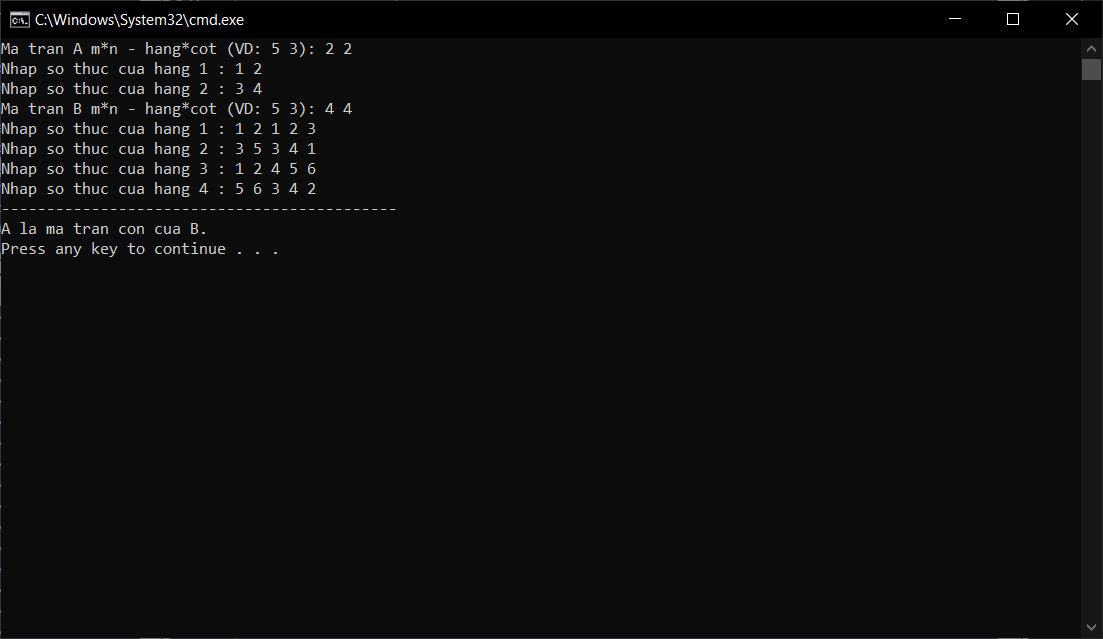 C:\Windows\System32\cmd.exe
Ma tran A m*n - hang*cot (VD: 5 3): 2 2
Nhap so thuc cua hang 1 : 1 2
Nhap so thuc cua hang 2 : 3 4
Ma tran B m*n - hang*cot (VD: 5 3): 4 4
Nhap so thuc cua hang 1 : 1 2 1 2 3
Nhap so thuc cua hang 2 : 3 5 3 4 1
Nhap so thuc cua hang 3 : 1 2 4 5 6
Nhap so thuc cua hang 4 : 5 6 3 4 2
--------------------------------------------
A la ma tran con cua B.
Press any key to continue . . .